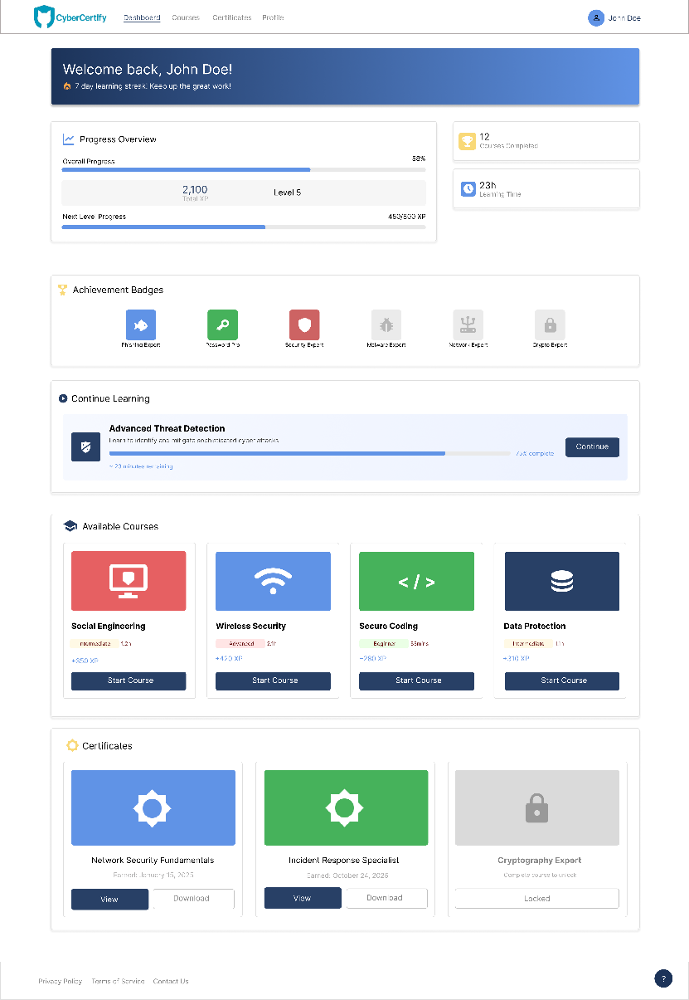 CyberCertify
Dashboard
Courses
Certificates
Profile
John Doe
Welcome back, John Doe!
7 day learning streak! Keep up the great work!
Progress Overview
Overall Progress
58%
2,100
Total XP
Level 5
Next Level Progress
450/800 XP
12
Courses Completed
23h
Learning Time
Achievement Badges
Phishing Expert
Password Pro
Security Expert
Malware Expert
Network Expert
Crypto Expert
Continue Learning
Advanced Threat Detection
Learn to identify and mitigate sophisticated cyber attacks
75% complete
~ 23 minutes remaining
Continue
Available Courses
Social Engineering
Intermediate 1.2h
+350 XP
Start Course
Wireless Security
Advanced 2.1h
+420 XP
Start Course
Secure Coding
Beginner 55mins
+280 XP
Start Course
Data Protection
Intermediate 1.1h
+310 XP
Start Course
Certificates
Network Security Fundamentals
Earned: January 15, 2025
View
Download
Incident Response Specialist
Earned: October 24, 2025
View
Download
Cryptography Expert
Complete course to unlock
Locked
Privacy Policy
Terms of Service
Contact Us
?